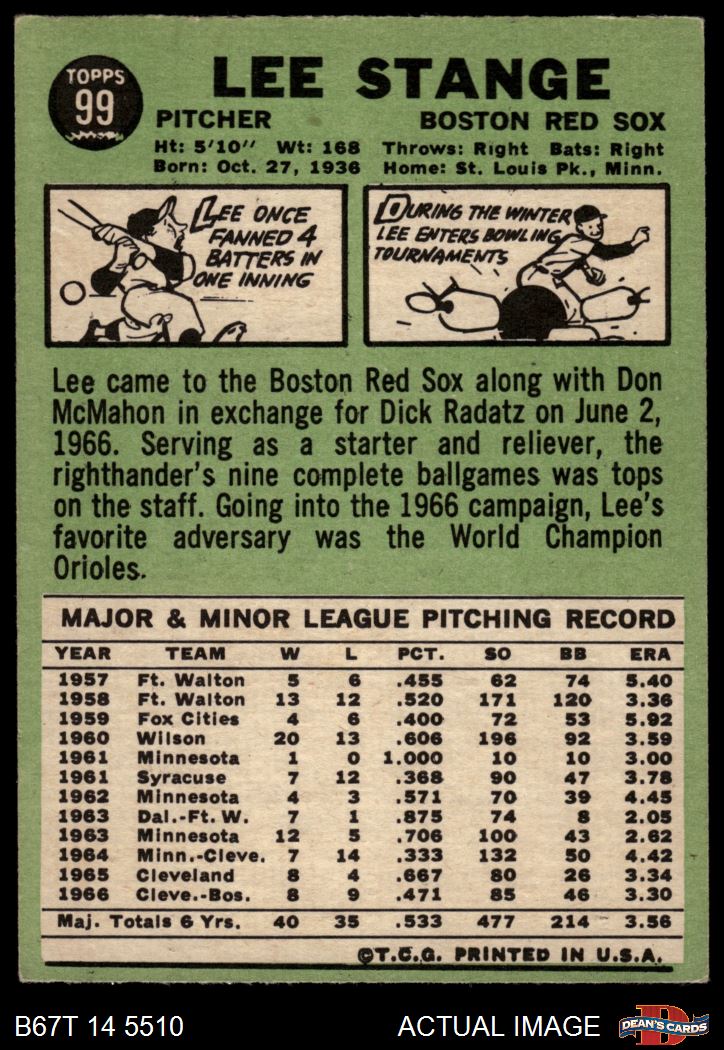 TOPPS
99
LEE STANGE
PITCHER BOSTON RED SOX
Ht: 5'10" Wt: 168 Throws: Right Bats: Right
Born: Oct. 27, 1936 Home: St. Louis Pk., Minn.
LEE ONCE
FANNED 4
BATTERS IN
ONE INNING
DURING THE WINTER
LEE ENTERS BOWLING
TOURNAMENTS
Lee came to the Boston Red Sox along with Don
McMahon in exchange for Dick Radatz on June 2,
1966. Serving as a starter and reliever, the
righthander's nine complete ballgames was tops
on the staff. Going into the 1966 campaign, Lee's
favorite adversary was the World Champion
Orioles.
MAJOR & MINOR LEAGUE PITCHING RECORD
YEAR TEAM W L PCT. SO BB ERA
1957 Ft. Walton 5 6 .455 62 74 5.40
1958 Ft. Walton 13 12 .520 171 120 3.36
1959 Fox Cities 4 6 .400 72 53 5.92
1960 Wilson 20 13 .606 196 92 3.59
1961 Minnesota 1 0 1.000 10 10 3.00
1961 Syracuse 7 12 .368 90 47 3.78
1962 Minnesota 4 3 .571 70 39 4.45
1963 Dal.-Ft. W. 7 1 .875 74 8 2.05
1963 Minnesota 12 5 .706 100 43 2.62
1964 Minn.-Cleve. 7 14 .333 132 50 4.42
1965 Cleveland 8 4 .667 80 26 3.34
1966 Cleve.-Bos. 8 9 .471 85 46 3.30
Maj. Totals 6 Yrs. 40 35 .533 477 214 3.56
©T.C.G. PRINTED IN U.S.A.
B67T 14 5510 ACTUAL IMAGE
D
DEAN'S CARDS